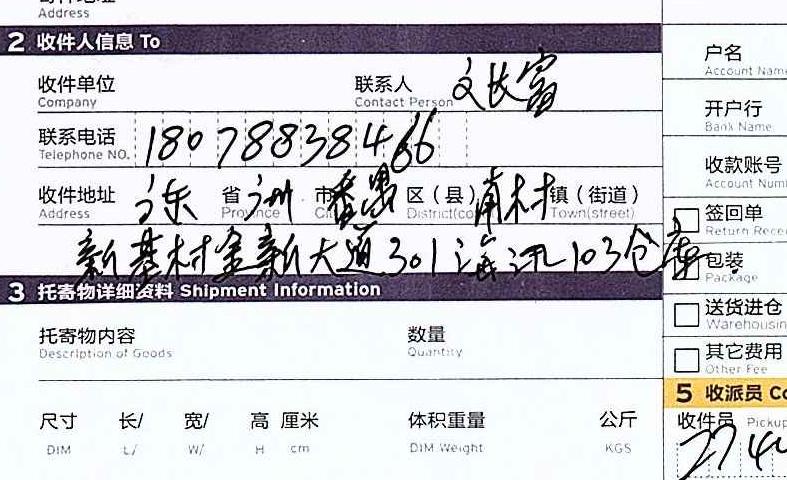 Address
2 收件人信息 To
收件单位 联系人 文长富
Company Contact Person
联系电话 18078838466
Telephone NO.
收件地址 广东 省 广州 市 番禺 区（县）南村 镇（街道）
Address Province City District(co Town(street)
新基村金新大道301海讯103仓库
3 托寄物详细资料 Shipment Information
托寄物内容 数量
Description of Goods Quantity
尺寸 长/ 宽/ 高 厘米 体积重量 公斤
DIM L/ W/ H cm DIM Weight KGS
户名
Account Name
开户行
Bank Name
收款账号
Account Num
签回单
Return Rece
包装
Package
送货进仓
Warehousin
其它费用
Other Fee
5 收派员 Co
收件员 Pickup
2744